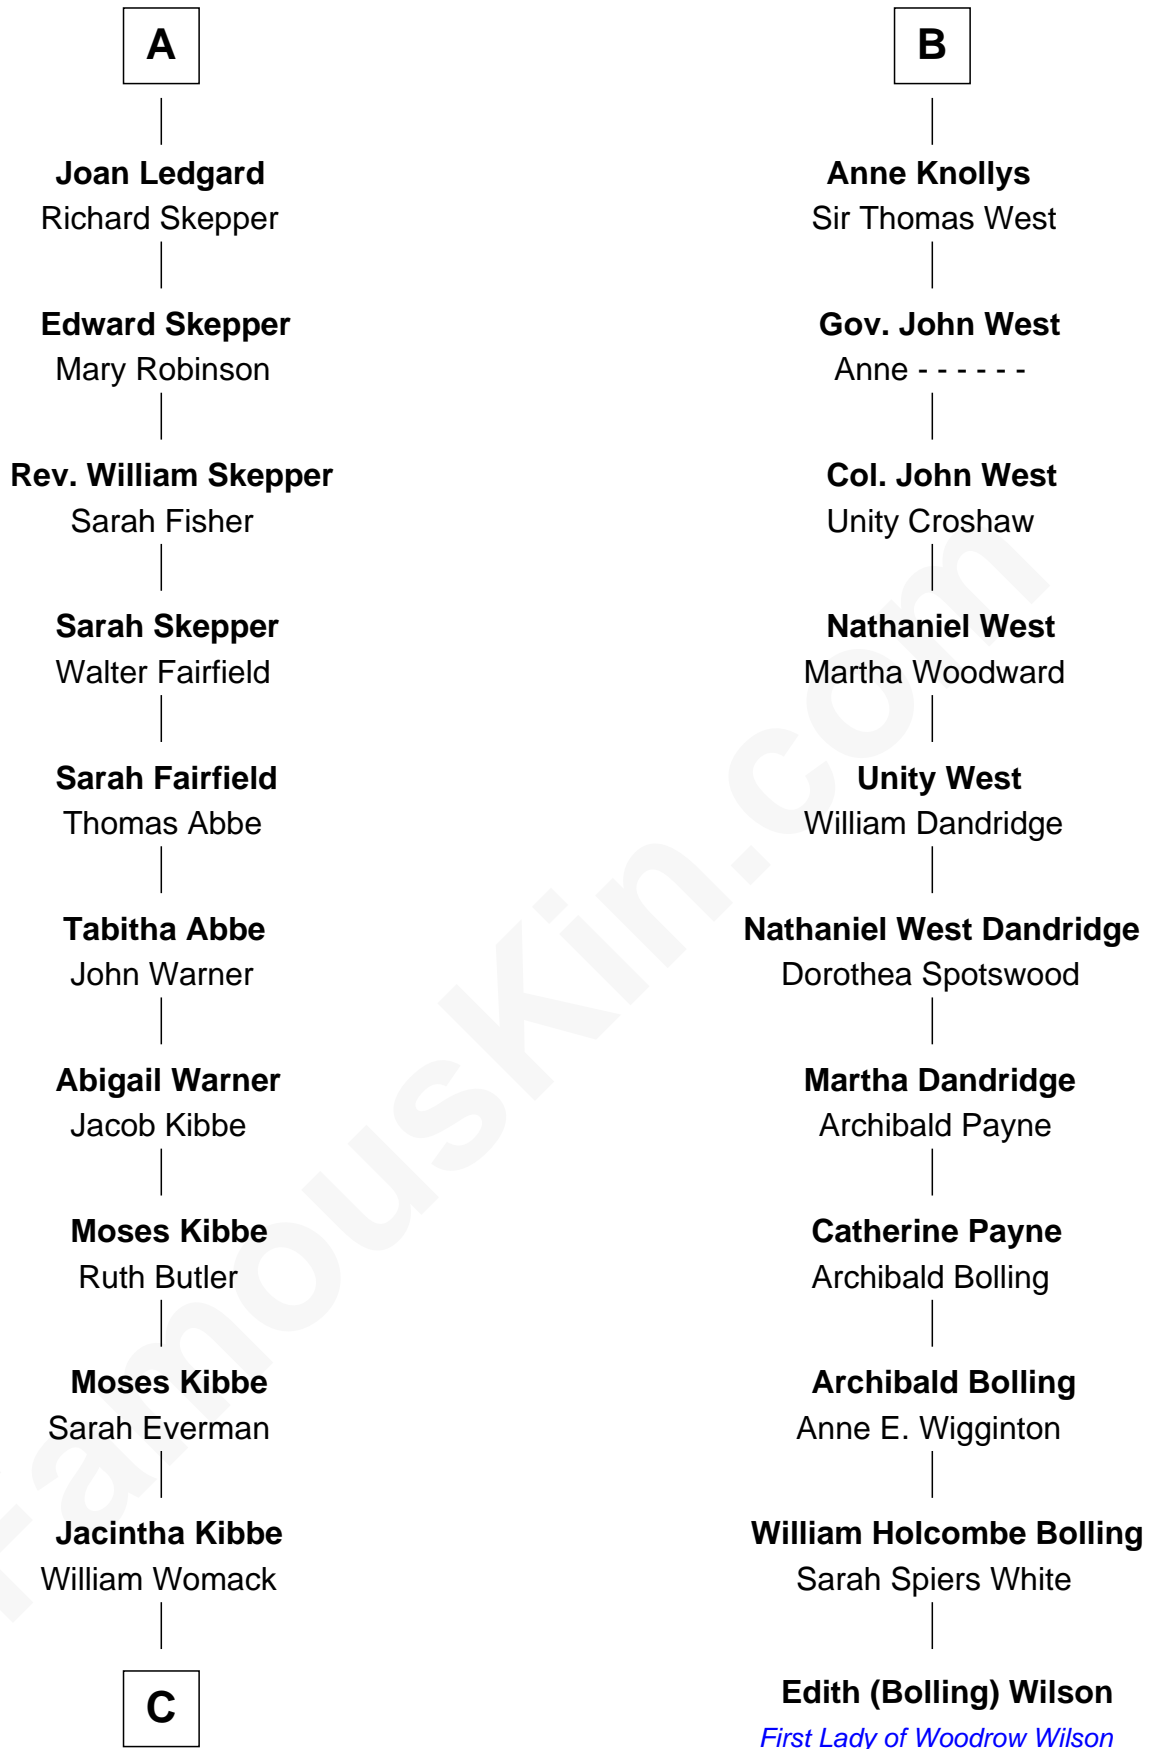 A
Joan Ledgard
Richard Skepper
Edward Skepper
Mary Robinson
Rev. William Skepper
Sarah Fisher
Sarah Skepper
Walter Fairfield
Sarah Fairfield
Thomas Abbe
Tabitha Abbe
John Warner
Abigail Warner
Jacob Kibbe
Moses Kibbe
Ruth Butler
Moses Kibbe
Sarah Everman
Jacintha Kibbe
William Womack
C
B
Anne Knollys
Sir Thomas West
Gov. John West
Anne - - - - - -
Col. John West
Unity Croshaw
Nathaniel West
Martha Woodward
Unity West
William Dandridge
Nathaniel West Dandridge
Dorothea Spotswood
Martha Dandridge
Archibald Payne
Catherine Payne
Archibald Bolling
Archibald Bolling
Anne E. Wigginton
William Holcombe Bolling
Sarah Spiers White
Edith (Bolling) Wilson
First Lady of Woodrow Wilson
FamousKin.com